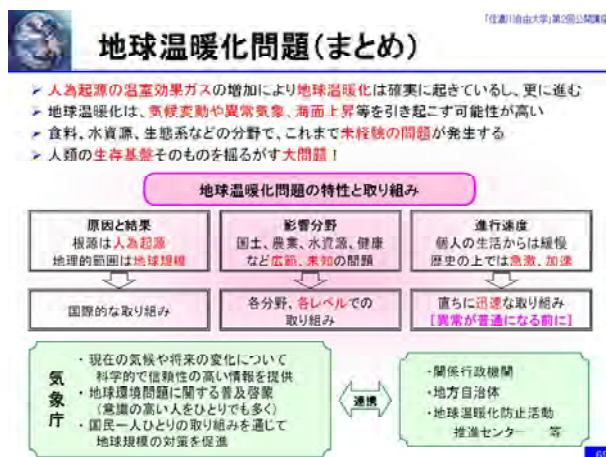 「信濃川自由大学」第2回公開講座
地球温暖化問題(まとめ)
➢ 人為起源の温室効果ガスの増加により地球温暖化は確実に起きているし、更に進む
➢ 地球温暖化は、気候変動や異常気象、海面上昇等を引き起こす可能性が高い
➢ 食料、水資源、生態系などの分野で、これまで未経験の問題が発生する
➢ 人類の生存基盤そのものを揺るがす大問題!
地球温暖化問題の特性と取り組み
原因と結果
根源は人為起源
地理的範囲は地球規模
国際的な取り組み
影響分野
国土、農業、水資源、健康
など広範、未知の問題
各分野、各レベルでの
取り組み
進行速度
個人の生活からは緩慢
歴史の上では急激、加速
直ちに迅速な取り組み
[異常が普通になる前に]
気象庁
・現在の気候や将来の変化について
科学的で信頼性の高い情報を提供
・地球環境問題に関する普及啓蒙
(意識の高い人をひとりでも多く)
・国民一人ひとりの取り組みを通じて
地球規模の対策を促進
連携
・関係行政機関
・地方自治体
・地球温暖化防止活動
推進センター 等